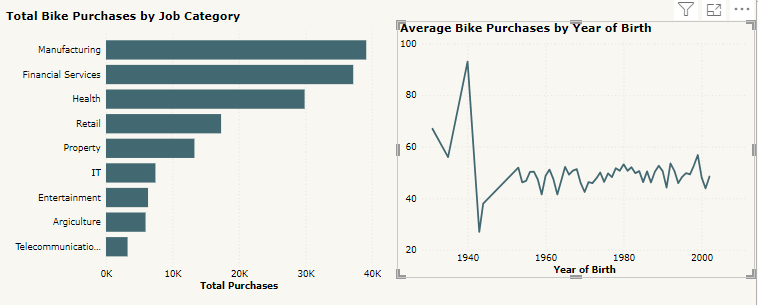 Total Bike Purchases by Job Category
Manufacturing
Financial Services
Health
Retail
Property
IT
Entertainment
Argiculture
Telecommunicatio...
0K 10K 20K 30K 40K
Total Purchases
Average Bike Purchases by Year of Birth
100
80
60
40
20
1940 1960 1980 2000
Year of Birth